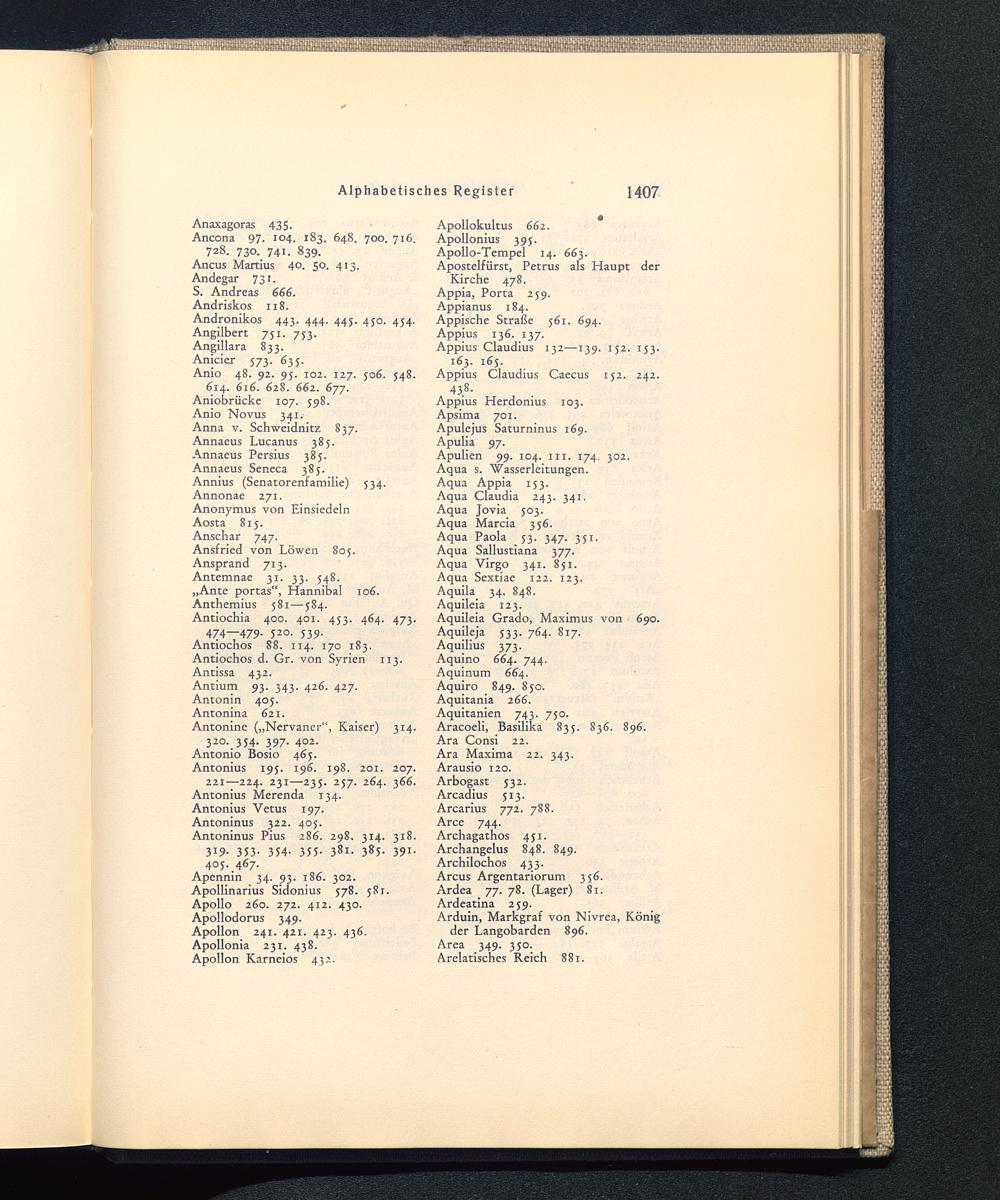 Alphabetisches Register 1407
Anaxagoras 435.
Ancona 97. 104. 183. 648. 700. 716.
728. 730. 741. 839.
Ancus Martius 40. 50. 413.
Andegar 731.
S. Andreas 666.
Andriskos 118.
Andronikos 443. 444. 445. 450. 454.
Angilbert 751. 753.
Angillara 833.
Anicier 573. 635.
Anio 48. 92. 95. 102. 127. 506. 548.
614. 616. 628. 662. 677.
Aniobrücke 107. 598.
Anio Novus 341.
Anna v. Schweidnitz 837.
Annaeus Lucanus 385.
Annaeus Persius 385.
Annaeus Seneca 385.
Annius (Senatorenfamilie) 534.
Annonae 271.
Anonymus von Einsiedeln
Aosta 815.
Anschar 747.
Ansfried von Löwen 805.
Ansprand 713.
Antemnae 31. 33. 548.
„Ante portas“, Hannibal 106.
Anthemius 581—584.
Antiochia 400. 401. 453. 464. 473.
474—479. 520. 539.
Antiochos 88. 114. 170 183.
Antiochos d. Gr. von Syrien 113.
Antissa 432.
Antium 93. 343. 426. 427.
Antonin 405.
Antonina 621.
Antonine („Nervaner“, Kaiser) 314.
320. 354. 397. 402.
Antonio Bosio 465.
Antonius 195. 196. 198. 201. 207.
221—224. 231—235. 257. 264. 366.
Antonius Merenda 134.
Antonius Vetus 197.
Antoninus 322. 405.
Antoninus Pius 286. 298. 314. 318.
319. 353. 354. 355. 381. 385. 391.
405. 467.
Apennin 34. 93. 186. 302.
Apollinarius Sidonius 578. 581.
Apollo 260. 272. 412. 430.
Apollodorus 349.
Apollon 241. 421. 423. 436.
Apollonia 231. 438.
Apollon Karneios 432.
Apollokultus 662.
Apollonius 395.
Apollo-Tempel 14. 663.
Apostelfürst, Petrus als Haupt der
Kirche 478.
Appia, Porta 259.
Appianus 184.
Appische Straße 561. 694.
Appius 136. 137.
Appius Claudius 132—139. 152. 153.
163. 165.
Appius Claudius Caecus 152. 242.
438.
Appius Herdonius 103.
Apsima 701.
Apulejus Saturninus 169.
Apulia 97.
Apulien 99. 104. 111. 174. 302.
Aqua s. Wasserleitungen.
Aqua Appia 153.
Aqua Claudia 243. 341.
Aqua Jovia 503.
Aqua Marcia 356.
Aqua Paola 53. 347. 351.
Aqua Sallustiana 377.
Aqua Virgo 341. 851.
Aqua Sextiae 122. 123.
Aquila 34. 848.
Aquileia 123.
Aquileia Grado, Maximus von 690.
Aquileja 533. 764. 817.
Aquilius 373.
Aquino 664. 744.
Aquinum 664.
Aquiro 849. 850.
Aquitania 266.
Aquitanien 743. 750.
Aracoeli, Basilika 835. 836. 896.
Ara Consi 22.
Ara Maxima 22. 343.
Arausio 120.
Arbogast 532.
Arcadius 513.
Arcarius 772. 788.
Arce 744.
Archagathos 451.
Archangelus 848. 849.
Archilochos 433.
Arcus Argentariorum 356.
Ardea 77. 78. (Lager) 81.
Ardeatina 259.
Arduin, Markgraf von Nivrea, König
der Langobarden 896.
Area 349. 350.
Arelatisches Reich 881.